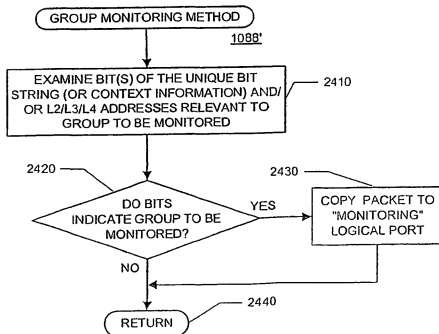 GROUP MONITORING METHOD
1088'
EXAMINE BIT(S) OF THE UNIQUE BIT
STRING (OR CONTEXT INFORMATION) AND/
OR L2/L3/L4 ADDRESSES RELEVANT TO
GROUP TO BE MONITORED
2410
2420
DO BITS
INDICATE GROUP TO BE
MONITORED?
YES
2430
COPY PACKET TO
"MONITORING"
LOGICAL PORT
NO
2440
RETURN